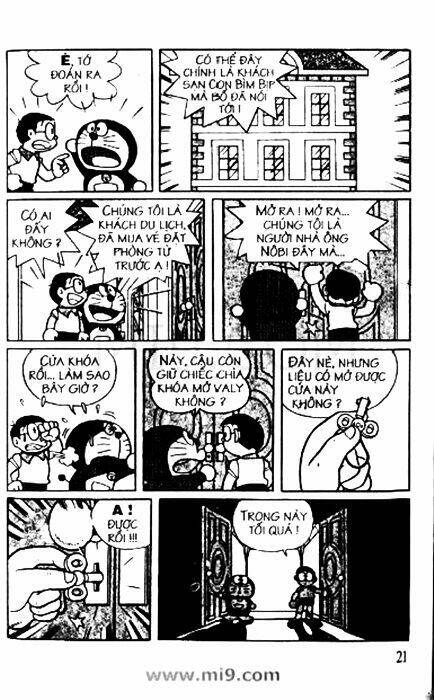 È, TỚ
ĐOÁN RA
RỒI !
CÓ THỂ ĐÂY
CHÍNH LÀ KHÁCH
SẠN CON BÌM BỊP
MÀ BỐ ĐÃ NÓI
TỚI !
CÓ AI
ĐẤY
KHÔNG ?
CHÚNG TÔI LÀ
KHÁCH DU LỊCH,
ĐÃ MUA VÉ ĐẶT
PHÒNG TỪ
TRƯỚC Ạ !
MỞ RA ! MỞ RA...
CHÚNG TÔI LÀ
NGƯỜI NHÀ ÔNG
NÔBI ĐÂY MÀ...
CỬA KHÓA
RỒI... LÀM SAO
BÂY GIỜ ?
NÀY, CẬU CÒN
GIỮ CHIẾC CHÌA
KHÓA MỞ VALY
KHÔNG ?
ĐÂY NÈ, NHƯNG
LIỆU CÓ MỞ ĐƯỢC
CỬA NÀY
KHÔNG ?
A !
ĐƯỢC
RỒI !!!
TRONG NÀY
TỐI QUÁ !
21
www.mi9.com